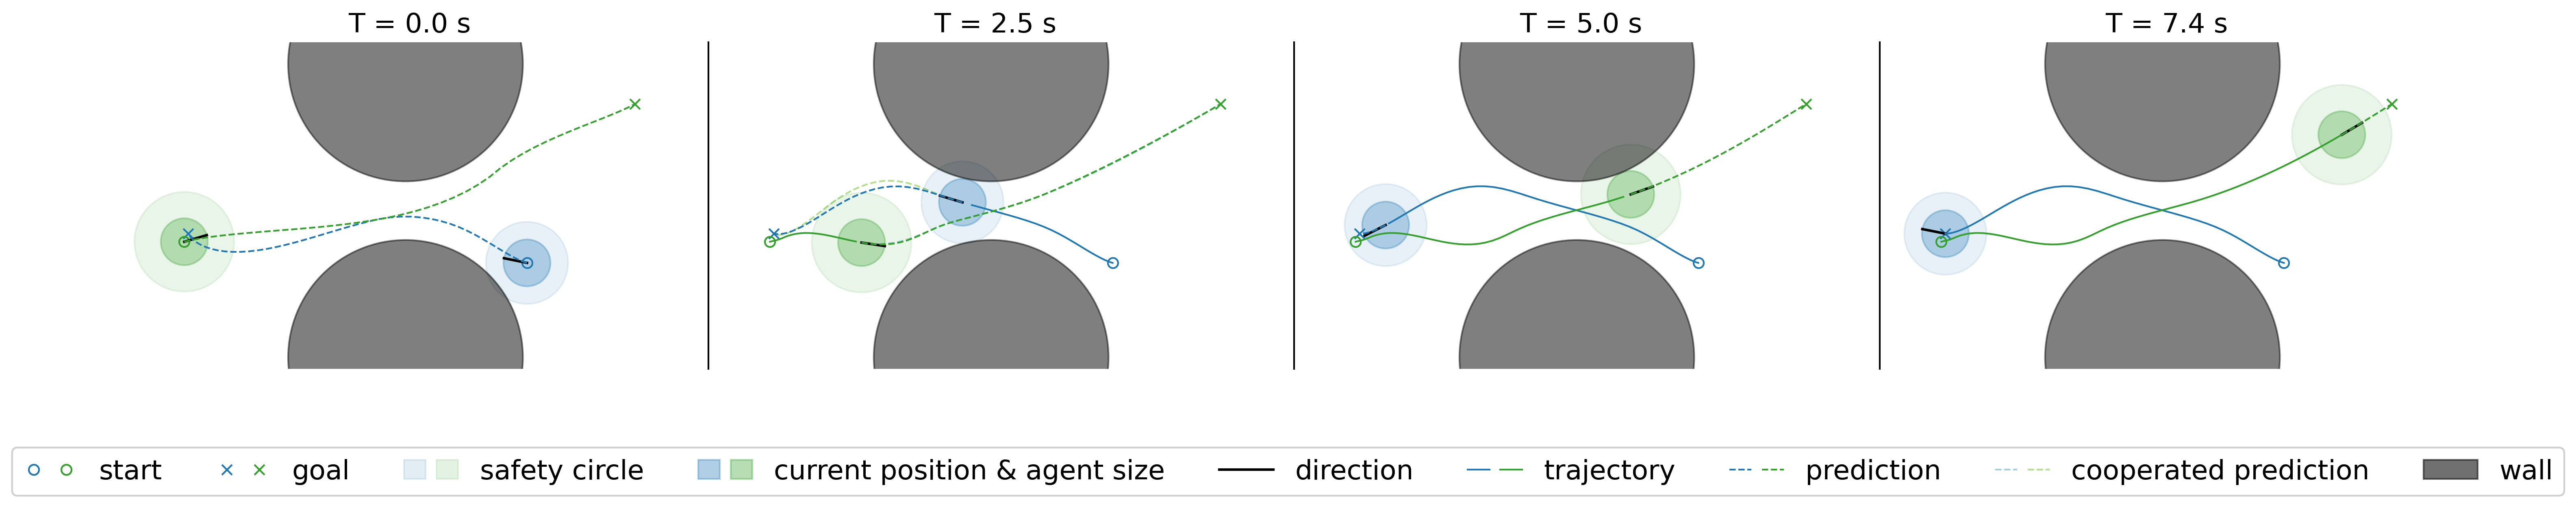 T = 0.0 s
T = 2.5 s
T = 5.0 s
T = 7.4 s
start goal safety circle current position & agent size direction trajectory prediction cooperated prediction wall